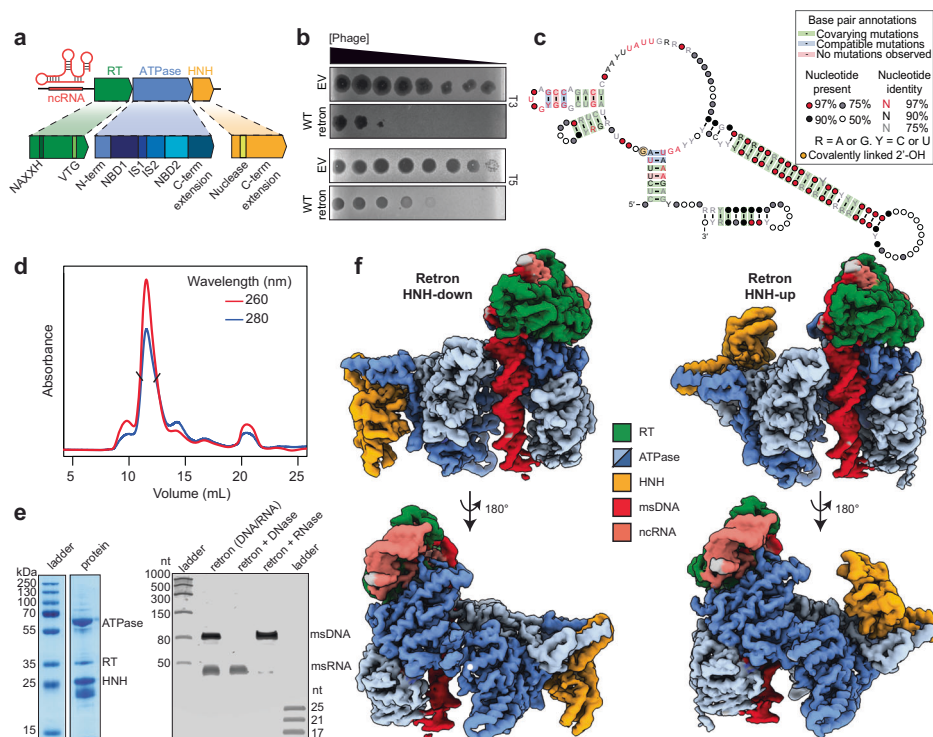 a
RT
ATPase
HNH
ncRNA
NAXXH
VTG
N-term
NBD1
IS1
IS2
NBD2
C-term
extension
Nuclease
C-term
extension
b
[Phage]
EV
WT
retron
T3
EV
WT
retron
T5
c
Base pair annotations
Covarying mutations
Compatible mutations
No mutations observed
Nucleotide
present
Nucleotide
identity
97%
75%
90%
50%
N 97%
N 90%
N 75%
R = A or G. Y = C or U
Covalently linked 2'-OH
5'
3'
d
Wavelength (nm)
260
280
Absorbance
5
10
15
20
25
Volume (mL)
e
ladder
protein
kDa
250
130
100
70
55
35
25
15
ATPase
RT
HNH
nt
ladder
retron (DNA/RNA)
retron + DNase
retron + RNase
ladder
1000
500
300
150
80
50
msDNA
msRNA
nt
25
21
17
f
Retron
HNH-down
Retron
HNH-up
RT
ATPase
HNH
msDNA
ncRNA
180°
180°